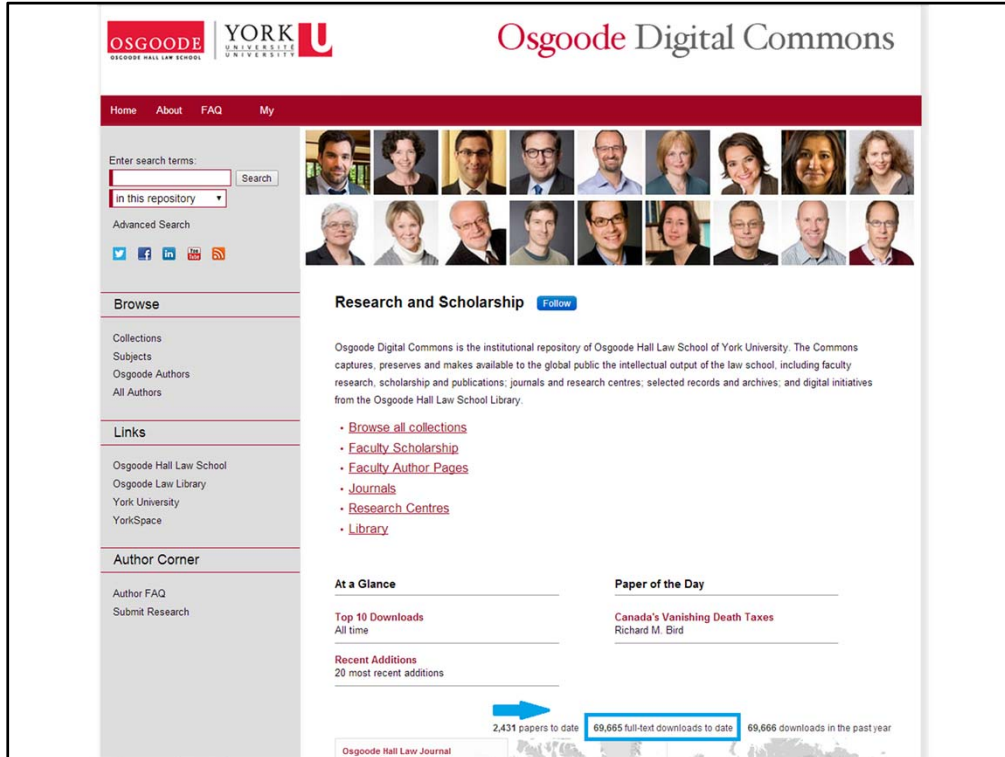 OSGOODE
OSGOODE HALL LAW SCHOOL
YORK
UNIVERSITÉ
UNIVERSITY
U
Osgoode Digital Commons
Home About FAQ My
Enter search terms:
Search
in this repository
Advanced Search
Browse
Collections
Subjects
Osgoode Authors
All Authors
Links
Osgoode Hall Law School
Osgoode Law Library
York University
YorkSpace
Author Corner
Author FAQ
Submit Research
Research and Scholarship Follow
Osgoode Digital Commons is the institutional repository of Osgoode Hall Law School of York University. The Commons
captures, preserves and makes available to the global public the intellectual output of the law school, including faculty
research, scholarship and publications; journals and research centres; selected records and archives; and digital initiatives
from the Osgoode Hall Law School Library.
• Browse all collections
• Faculty Scholarship
• Faculty Author Pages
• Journals
• Research Centres
• Library
At a Glance
Top 10 Downloads
All time
Recent Additions
20 most recent additions
Paper of the Day
Canada's Vanishing Death Taxes
Richard M. Bird
2,431 papers to date 69,665 full-text downloads to date 69,666 downloads in the past year
Osgoode Hall Law Journal